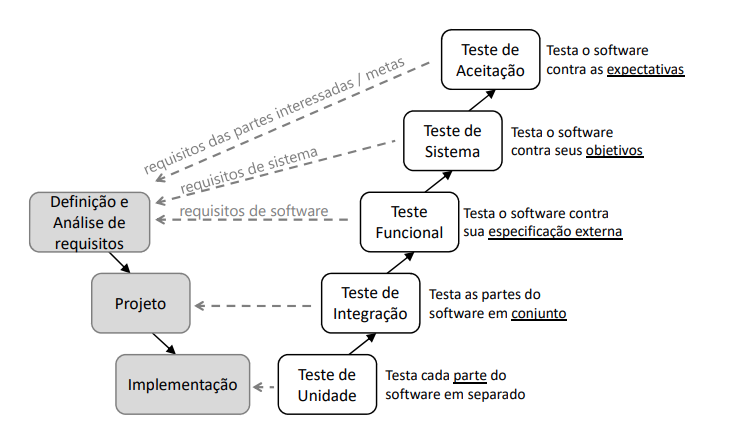 Teste de
Aceitação
Testa o software
contra as expectativas
requisitos das partes interessadas / metas
Teste de
Sistema
Testa o software
contra seus objetivos
requisitos de sistema
Definição e
Análise de
requisitos
requisitos de software
Teste
Funcional
Testa o software contra
sua especificação externa
Projeto
Teste de
Integração
Testa as partes do
software em conjunto
Implementação
Teste de
Unidade
Testa cada parte do
software em separado